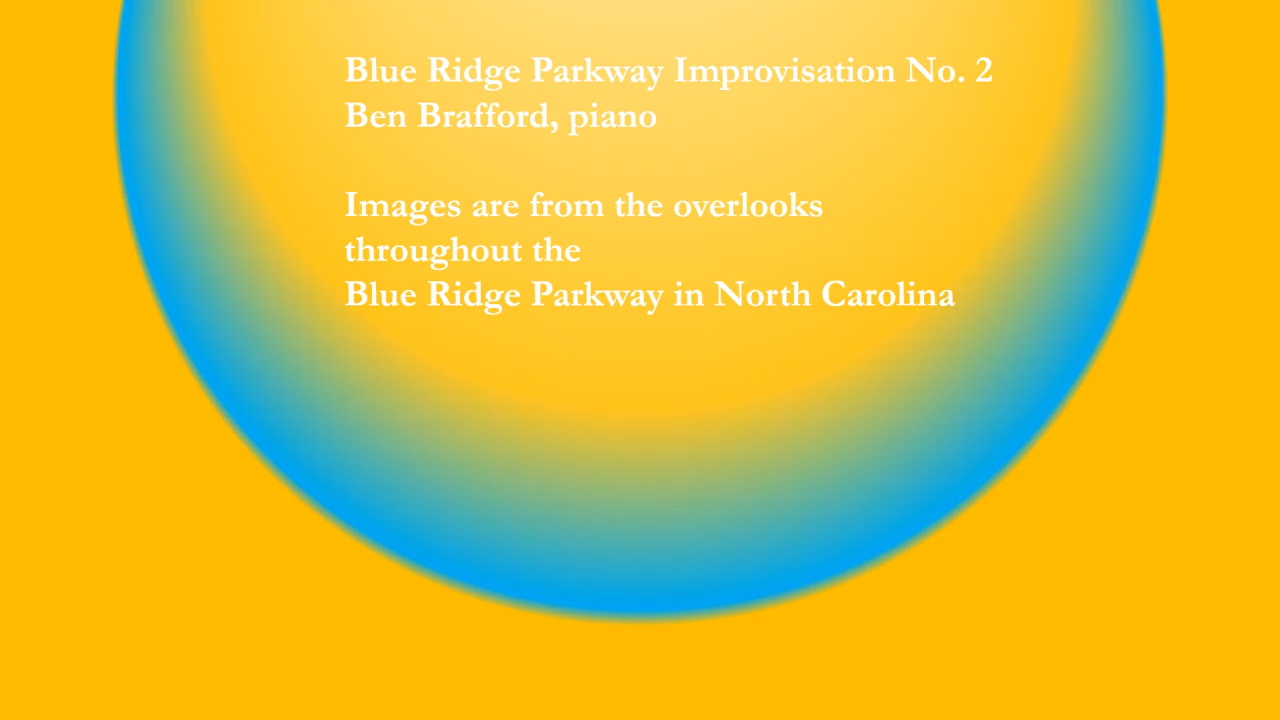 Blue Ridge Parkway Improvisation No. 2
Ben Brafford, piano
Images are from the overlooks
throughout the
Blue Ridge Parkway in North Carolina